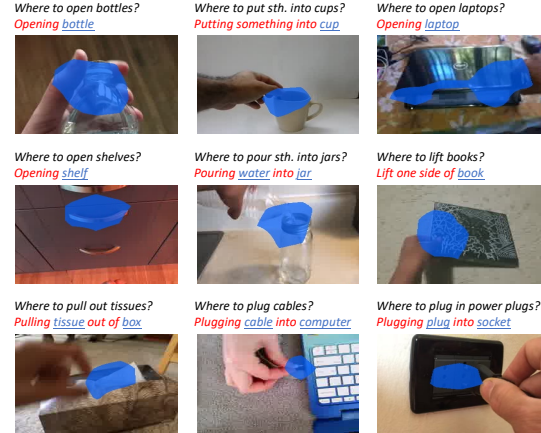 Where to open bottles?
Opening bottle
Where to put sth. into cups?
Putting something into cup
Where to open laptops?
Opening laptop
Where to open shelves?
Opening shelf
Where to pour sth. into jars?
Pouring water into jar
Where to lift books?
Lift one side of book
Where to pull out tissues?
Pulling tissue out of box
Where to plug cables?
Plugging cable into computer
Where to plug in power plugs?
Plugging plug into socket